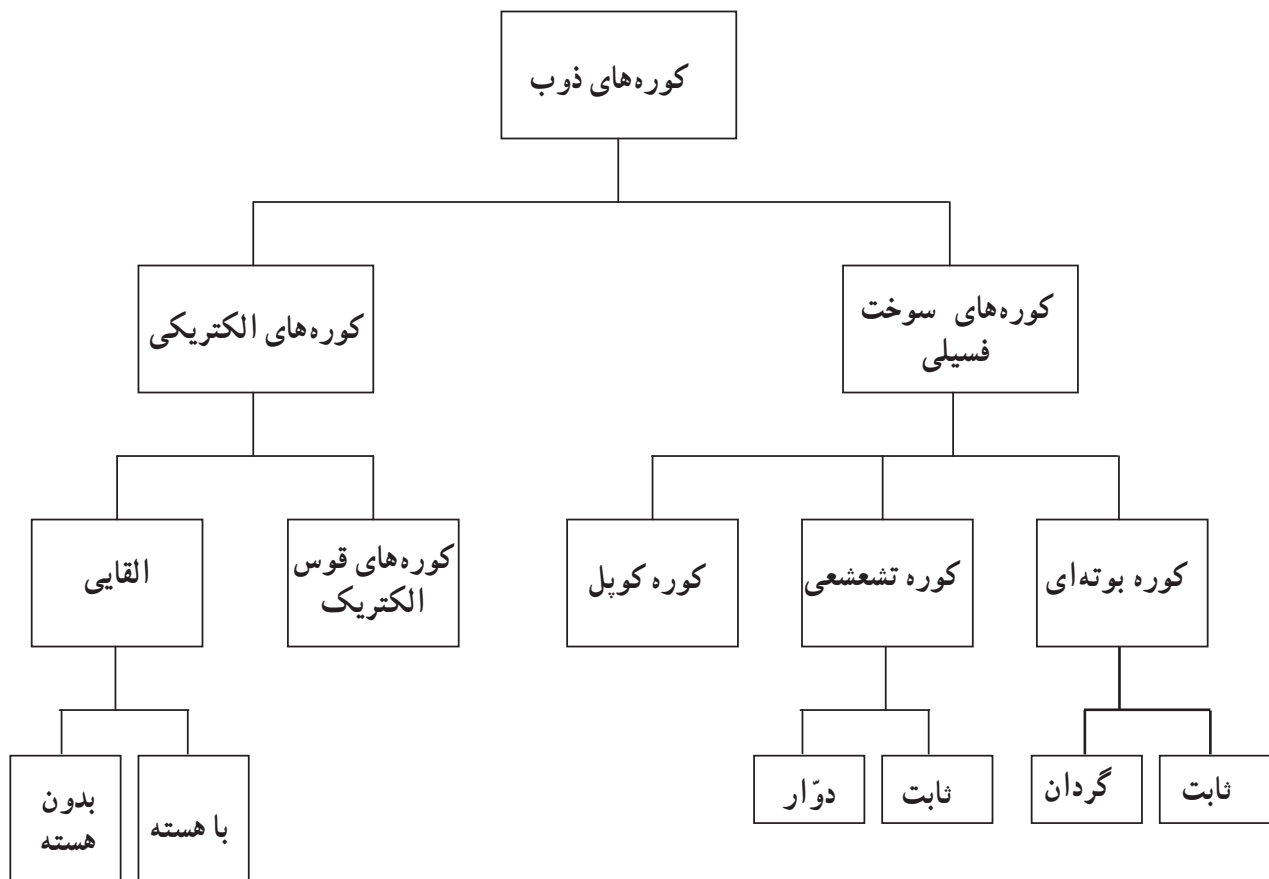 کوره‌های ذوب
کوره‌های سوخت
فسیلی
کوره‌های الکتریکی
کوره بوته‌ای
کوره تشعشعی
کوره کوپل
کوره‌های قوس
الکتریک
القایی
ثابت
گردان
ثابت
دوّار
با هسته
بدون
هسته